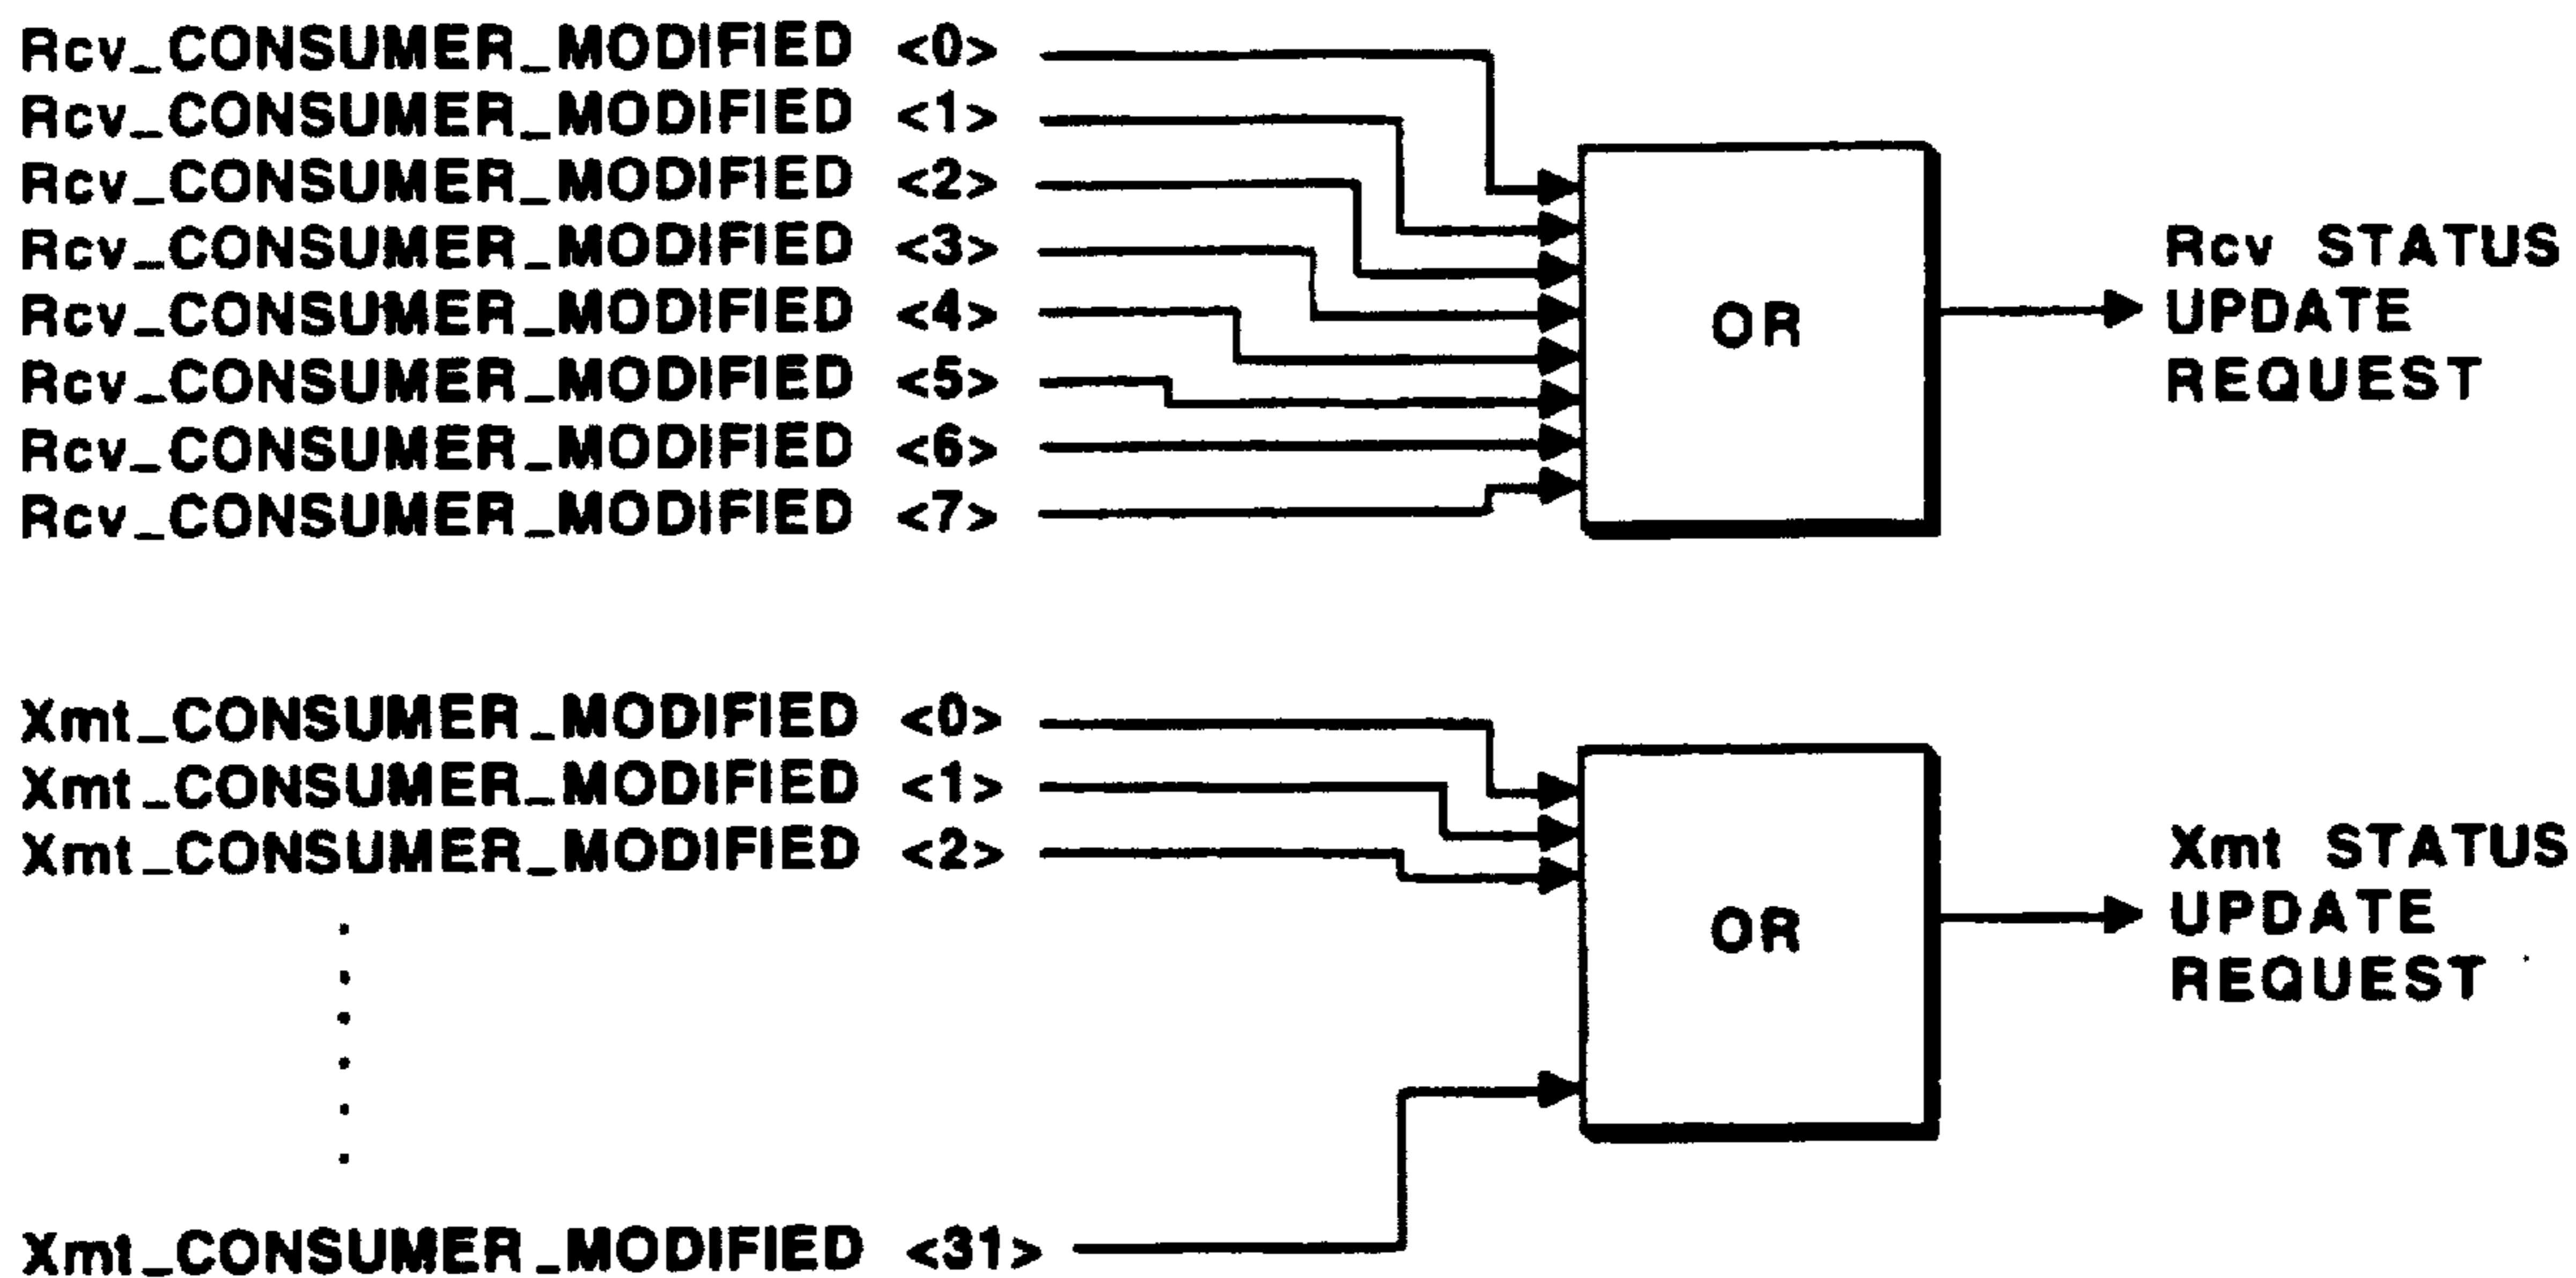 Rcv_CONSUMER_MODIFIED <0>
Rcv_CONSUMER_MODIFIED <1>
Rcv_CONSUMER_MODIFIED <2>
Rcv_CONSUMER_MODIFIED <3>
Rcv_CONSUMER_MODIFIED <4>
Rcv_CONSUMER_MODIFIED <5>
Rcv_CONSUMER_MODIFIED <6>
Rcv_CONSUMER_MODIFIED <7>
OR
Rcv STATUS
UPDATE
REQUEST
Xmt_CONSUMER_MODIFIED <0>
Xmt_CONSUMER_MODIFIED <1>
Xmt_CONSUMER_MODIFIED <2>
Xmt_CONSUMER_MODIFIED <31>
OR
Xmt STATUS
UPDATE
REQUEST